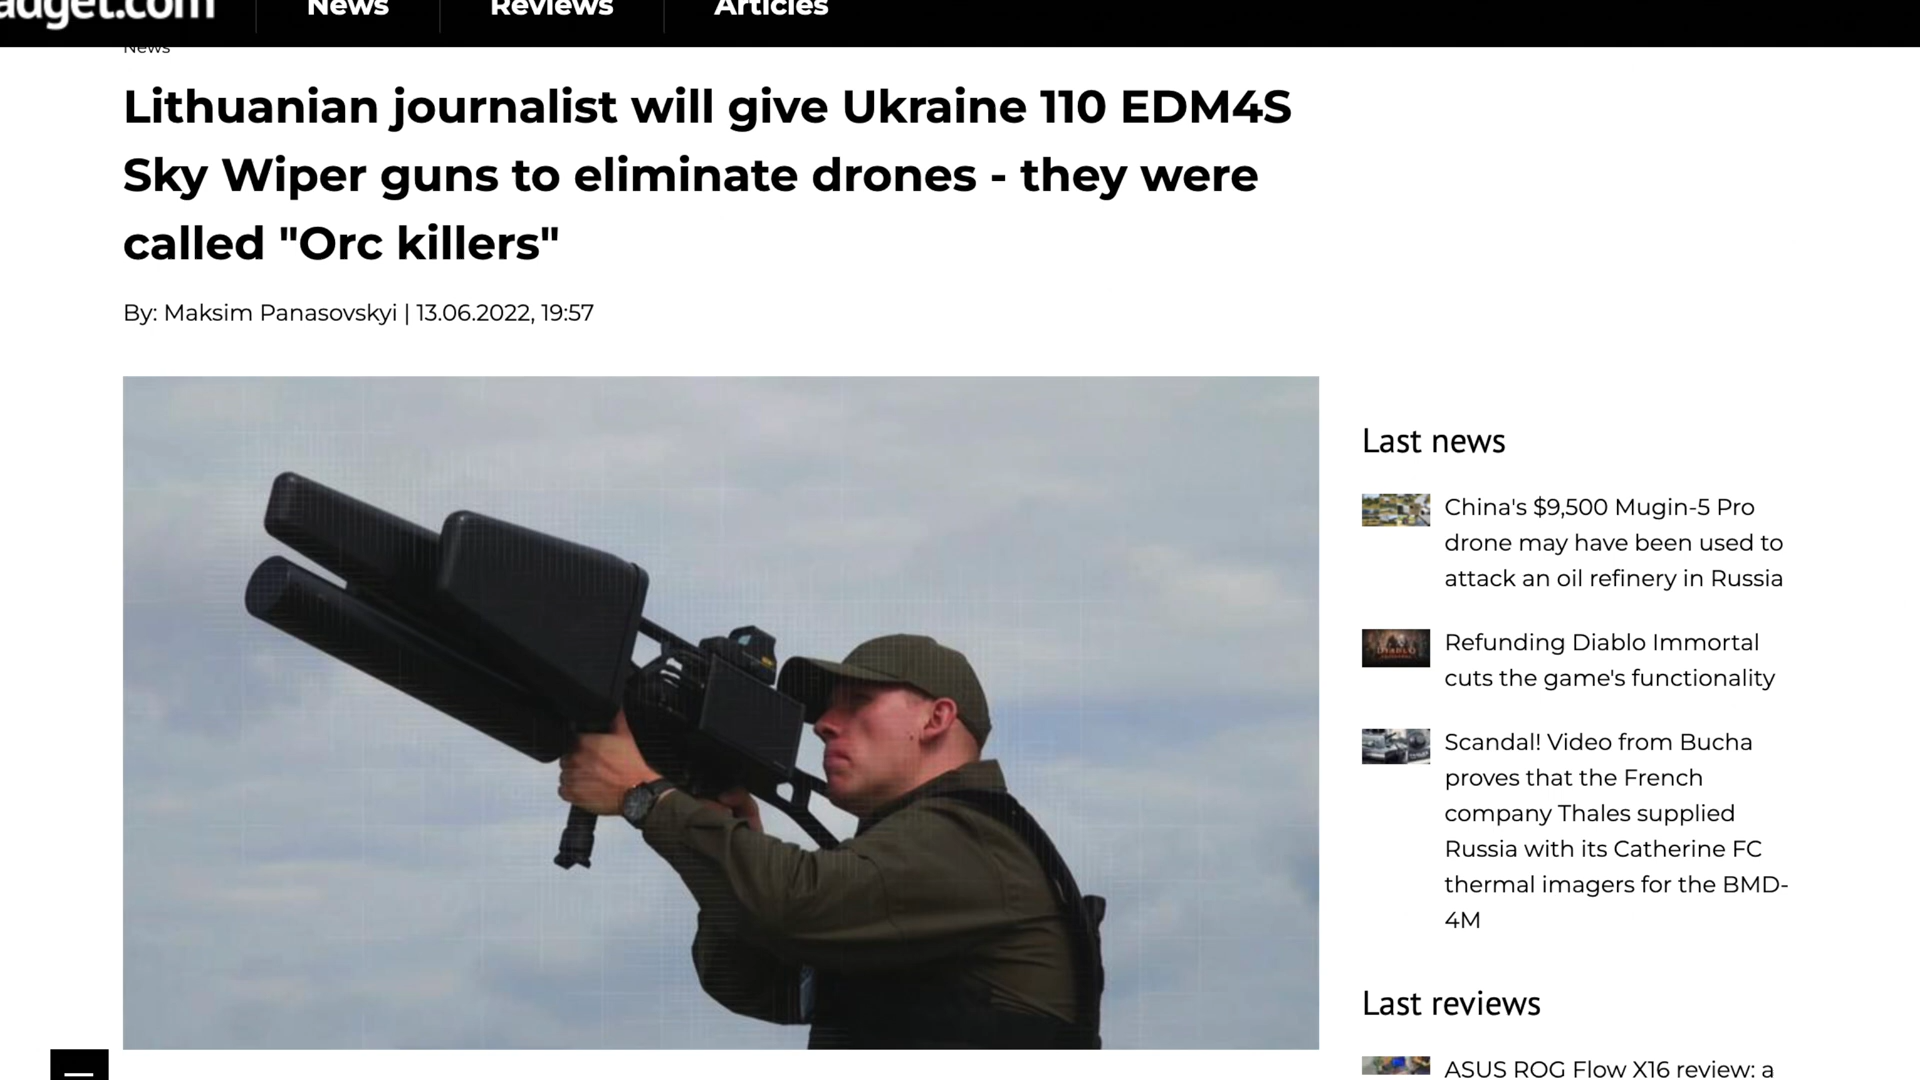 adget.com
News
Reviews
Articles
News
Lithuanian journalist will give Ukraine 110 EDM4S
Sky Wiper guns to eliminate drones - they were
called "Orc killers"
By: Maksim Panasovskyi | 13.06.2022, 19:57
Last news
China's $9,500 Mugin-5 Pro
drone may have been used to
attack an oil refinery in Russia
Refunding Diablo Immortal
cuts the game's functionality
Scandal! Video from Bucha
proves that the French
company Thales supplied
Russia with its Catherine FC
thermal imagers for the BMD-
4M
Last reviews
ASUS ROG Flow X16 review: a